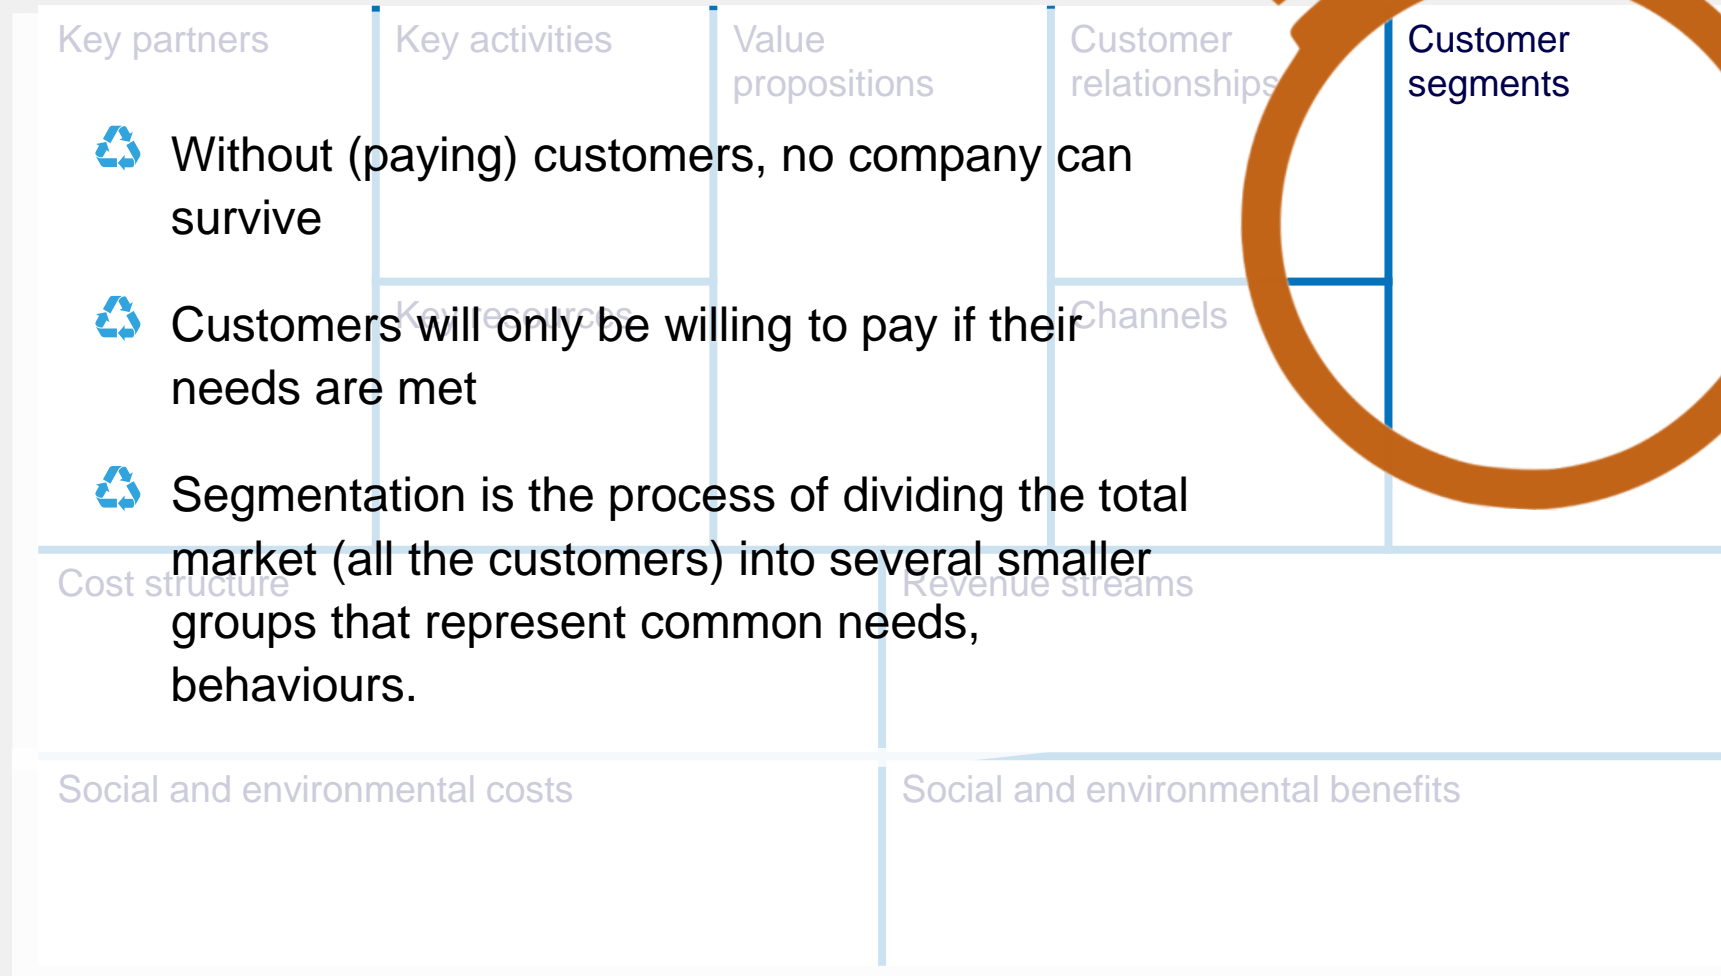 Key partners
Key activities
Value
propositions
Customer
relationships
Customer
segments
Without (paying) customers, no company can
survive
Key resources
Channels
Customers will only be willing to pay if their
needs are met
Segmentation is the process of dividing the total
market (all the customers) into several smaller
groups that represent common needs,
behaviours.
Cost structure
Revenue streams
Social and environmental costs
Social and environmental benefits